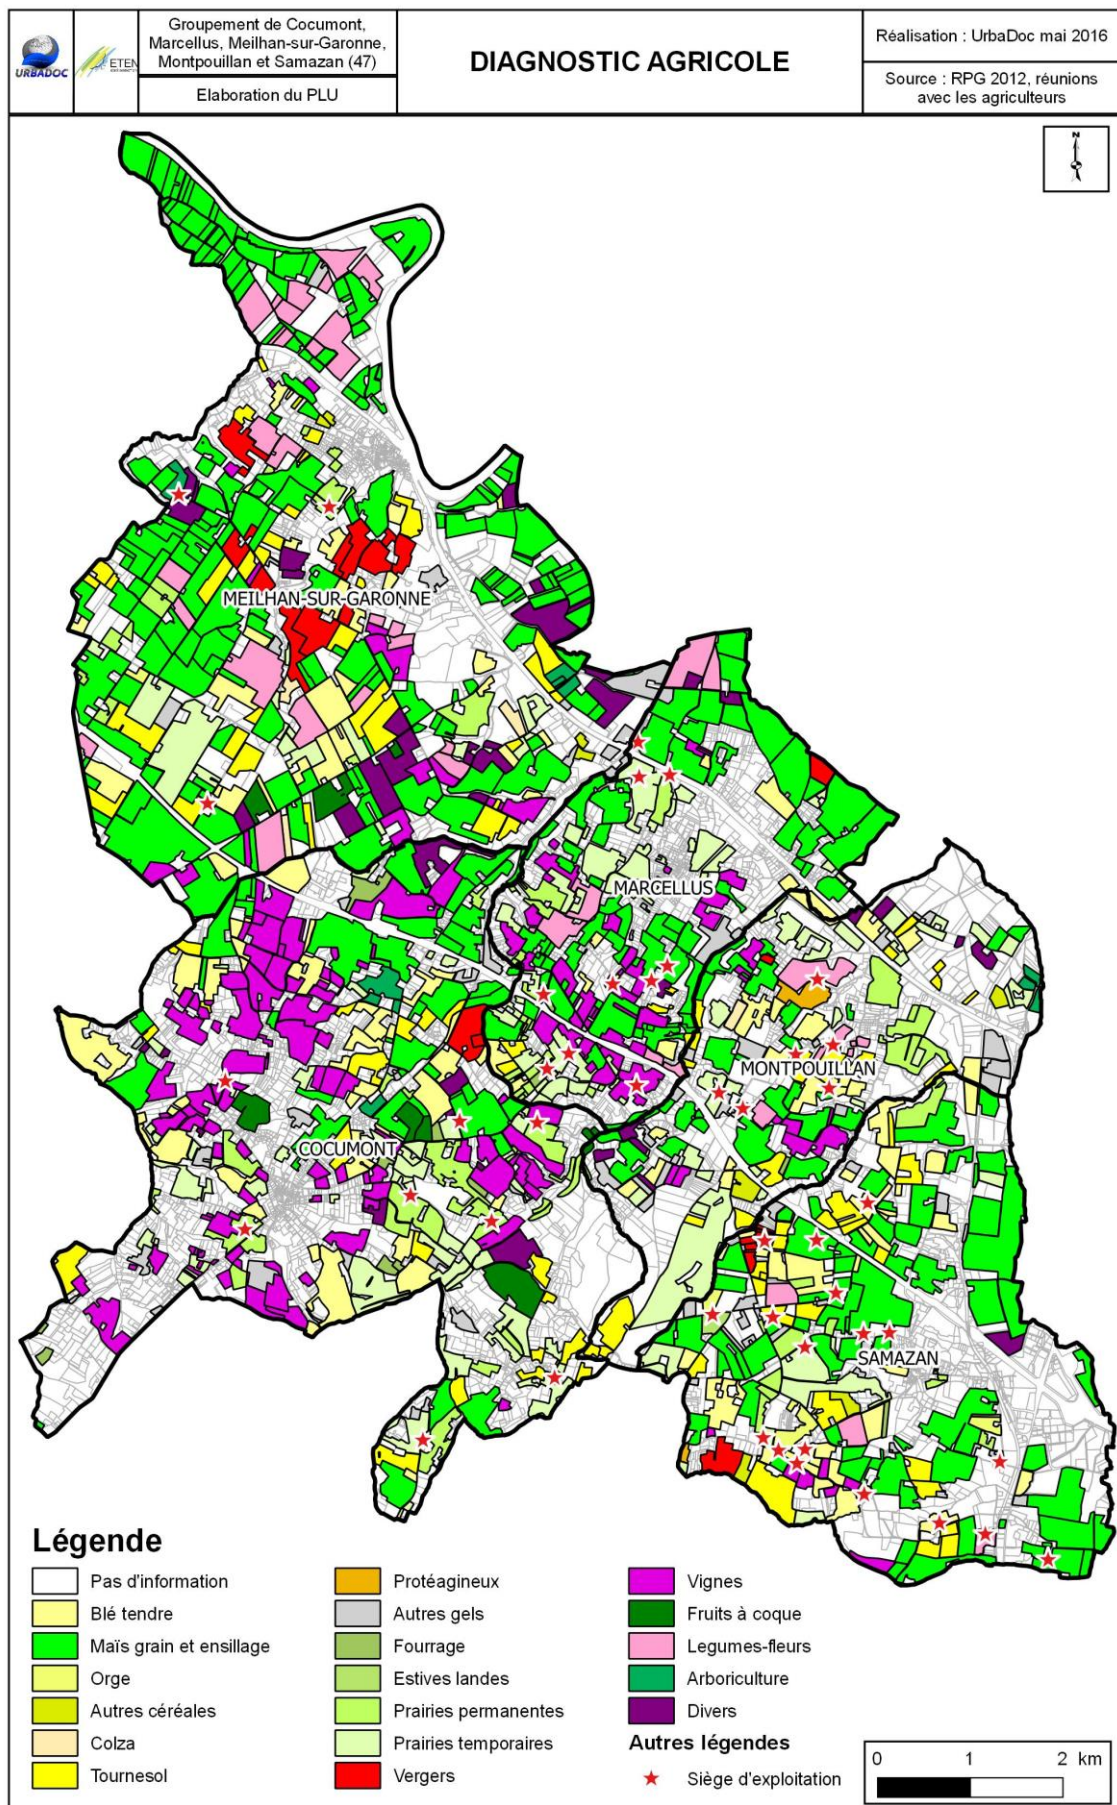 URBADOC
ETEN
Groupement de Cocumont,
Marcellus, Meilhan-sur-Garonne,
Montpouillan et Samazan (47)
Elaboration du PLU
DIAGNOSTIC AGRICOLE
Réalisation : UrbaDoc mai 2016
Source : RPG 2012, réunions
avec les agriculteurs
N
MEILHAN-SUR-GARONNE
MARCELLUS
MONTPOUILLAN
COCUMONT
SAMAZAN
Légende
Pas d'information
Blé tendre
Maïs grain et ensillage
Orge
Autres céréales
Colza
Tournesol
Protéagineux
Autres gels
Fourrage
Estives landes
Prairies permanentes
Prairies temporaires
Vergers
Vignes
Fruits à coque
Legumes-fleurs
Arboriculture
Divers
Autres légendes
Siège d'exploitation
0 1 2 km